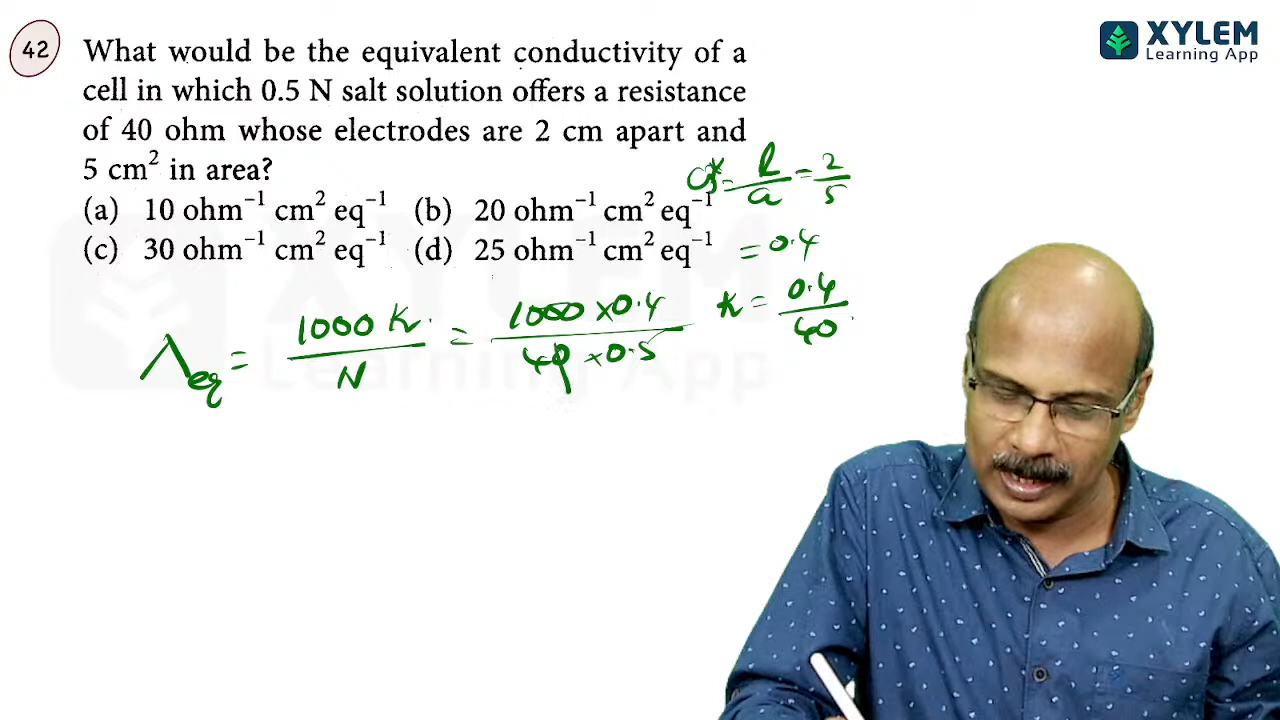 42
XYLEM
Learning App
What would be the equivalent conductivity of a
cell in which 0.5 N salt solution offers a resistance
of 40 ohm whose electrodes are 2 cm apart and
5 cm² in area?
(a) 10 ohm⁻¹ cm² eq⁻¹ (b) 20 ohm⁻¹ cm² eq⁻¹
(c) 30 ohm⁻¹ cm² eq⁻¹ (d) 25 ohm⁻¹ cm² eq⁻¹
G* = l/a = 2/5
= 0.4
κ = 0.4/40
Λeq = 1000 κ/N = 1000 × 0.4/40 × 0.5
XYLEM
Learning App